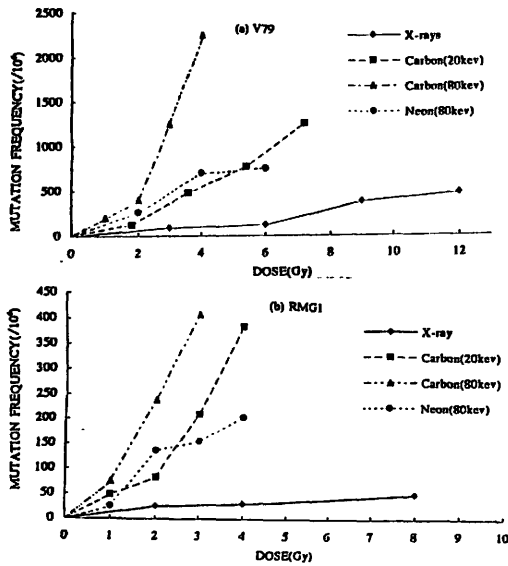 (a) V79
MUTATION FREQUENCY(/10⁶)
2500
2000
1500
1000
500
0
0 2 4 6 8 10 12
DOSE(Gy)
X-rays
Carbon(20kev)
Carbon(80kev)
Neon(80kev)
(b) RMG1
MUTATION FREQUENCY(/10⁶)
450
400
350
300
250
200
150
100
50
0
0 1 2 3 4 5 6 7 8 9 10
DOSE(Gy)
X-ray
Carbon(20kev)
Carbon(80kev)
Neon(80kev)